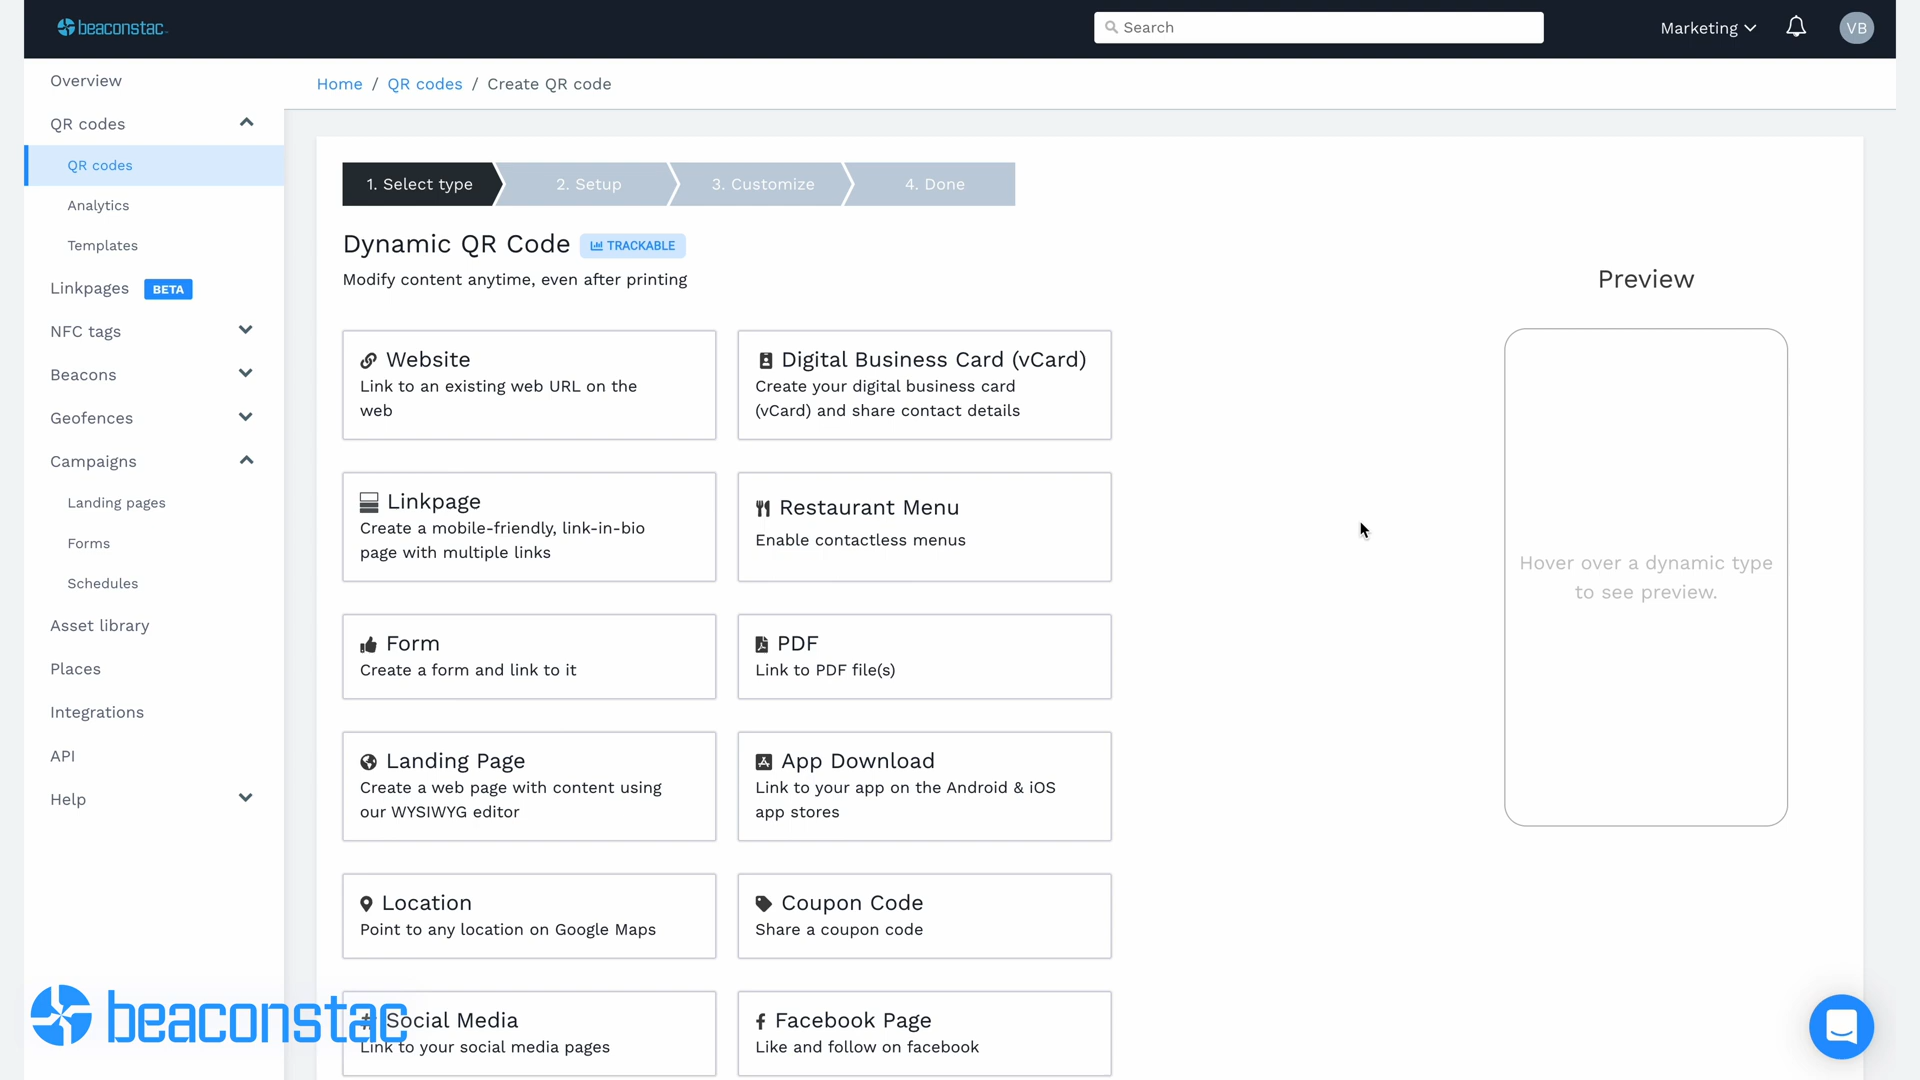 beaconstac
Search
Marketing
VB
Overview
QR codes
QR codes
Analytics
Templates
Linkpages BETA
NFC tags
Beacons
Geofences
Campaigns
Landing pages
Forms
Schedules
Asset library
Places
Integrations
API
Help
Home / QR codes / Create QR code
1. Select type
2. Setup
3. Customize
4. Done
Dynamic QR Code TRACKABLE
Modify content anytime, even after printing
Website
Link to an existing web URL on the
web
Digital Business Card (vCard)
Create your digital business card
(vCard) and share contact details
Linkpage
Create a mobile-friendly, link-in-bio
page with multiple links
Restaurant Menu
Enable contactless menus
Form
Create a form and link to it
PDF
Link to PDF file(s)
Landing Page
Create a web page with content using
our WYSIWYG editor
App Download
Link to your app on the Android & iOS
app stores
Location
Point to any location on Google Maps
Coupon Code
Share a coupon code
Social Media
Link to your social media pages
Facebook Page
Like and follow on facebook
Preview
Hover over a dynamic type
to see preview.
beaconstac